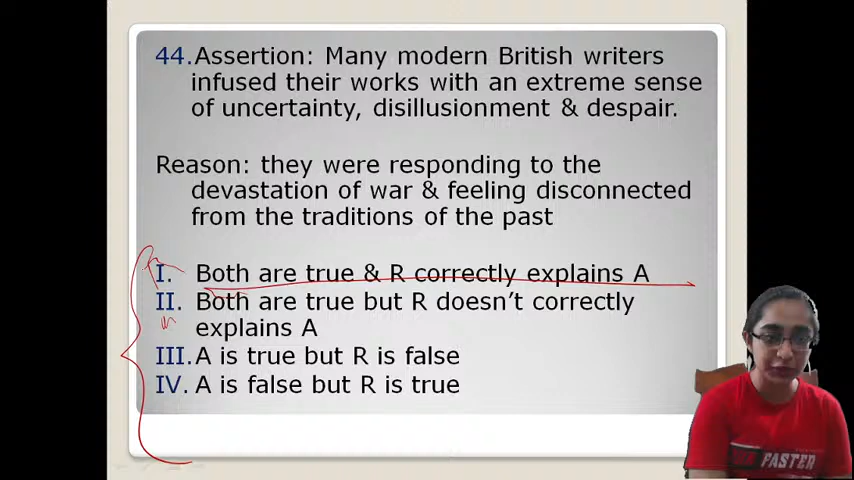 44. Assertion: Many modern British writers
infused their works with an extreme sense
of uncertainty, disillusionment & despair.
Reason: they were responding to the
devastation of war & feeling disconnected
from the traditions of the past
I. Both are true & R correctly explains A
II. Both are true but R doesn't correctly
explains A
III. A is true but R is false
IV. A is false but R is true
FASTER